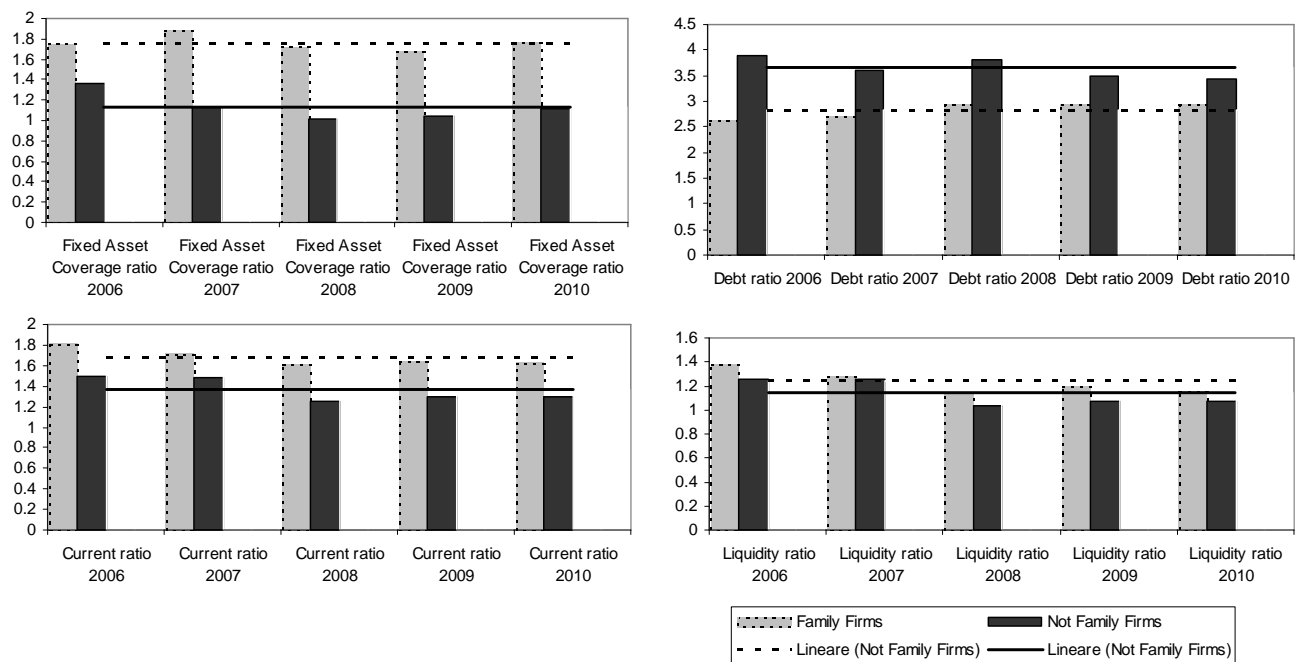 2
1.8
1.6
1.4
1.2
1
0.8
0.6
0.4
0.2
0
Fixed Asset Coverage ratio 2006
Fixed Asset Coverage ratio 2007
Fixed Asset Coverage ratio 2008
Fixed Asset Coverage ratio 2009
Fixed Asset Coverage ratio 2010
4.5
4
3.5
3
2.5
2
1.5
1
0.5
0
Debt ratio 2006
Debt ratio 2007
Debt ratio 2008
Debt ratio 2009
Debt ratio 2010
2
1.8
1.6
1.4
1.2
1
0.8
0.6
0.4
0.2
0
Current ratio 2006
Current ratio 2007
Current ratio 2008
Current ratio 2009
Current ratio 2010
1.6
1.4
1.2
1
0.8
0.6
0.4
0.2
0
Liquidity ratio 2006
Liquidity ratio 2007
Liquidity ratio 2008
Liquidity ratio 2009
Liquidity ratio 2010
Family Firms
Not Family Firms
Lineare (Not Family Firms)
Lineare (Not Family Firms)